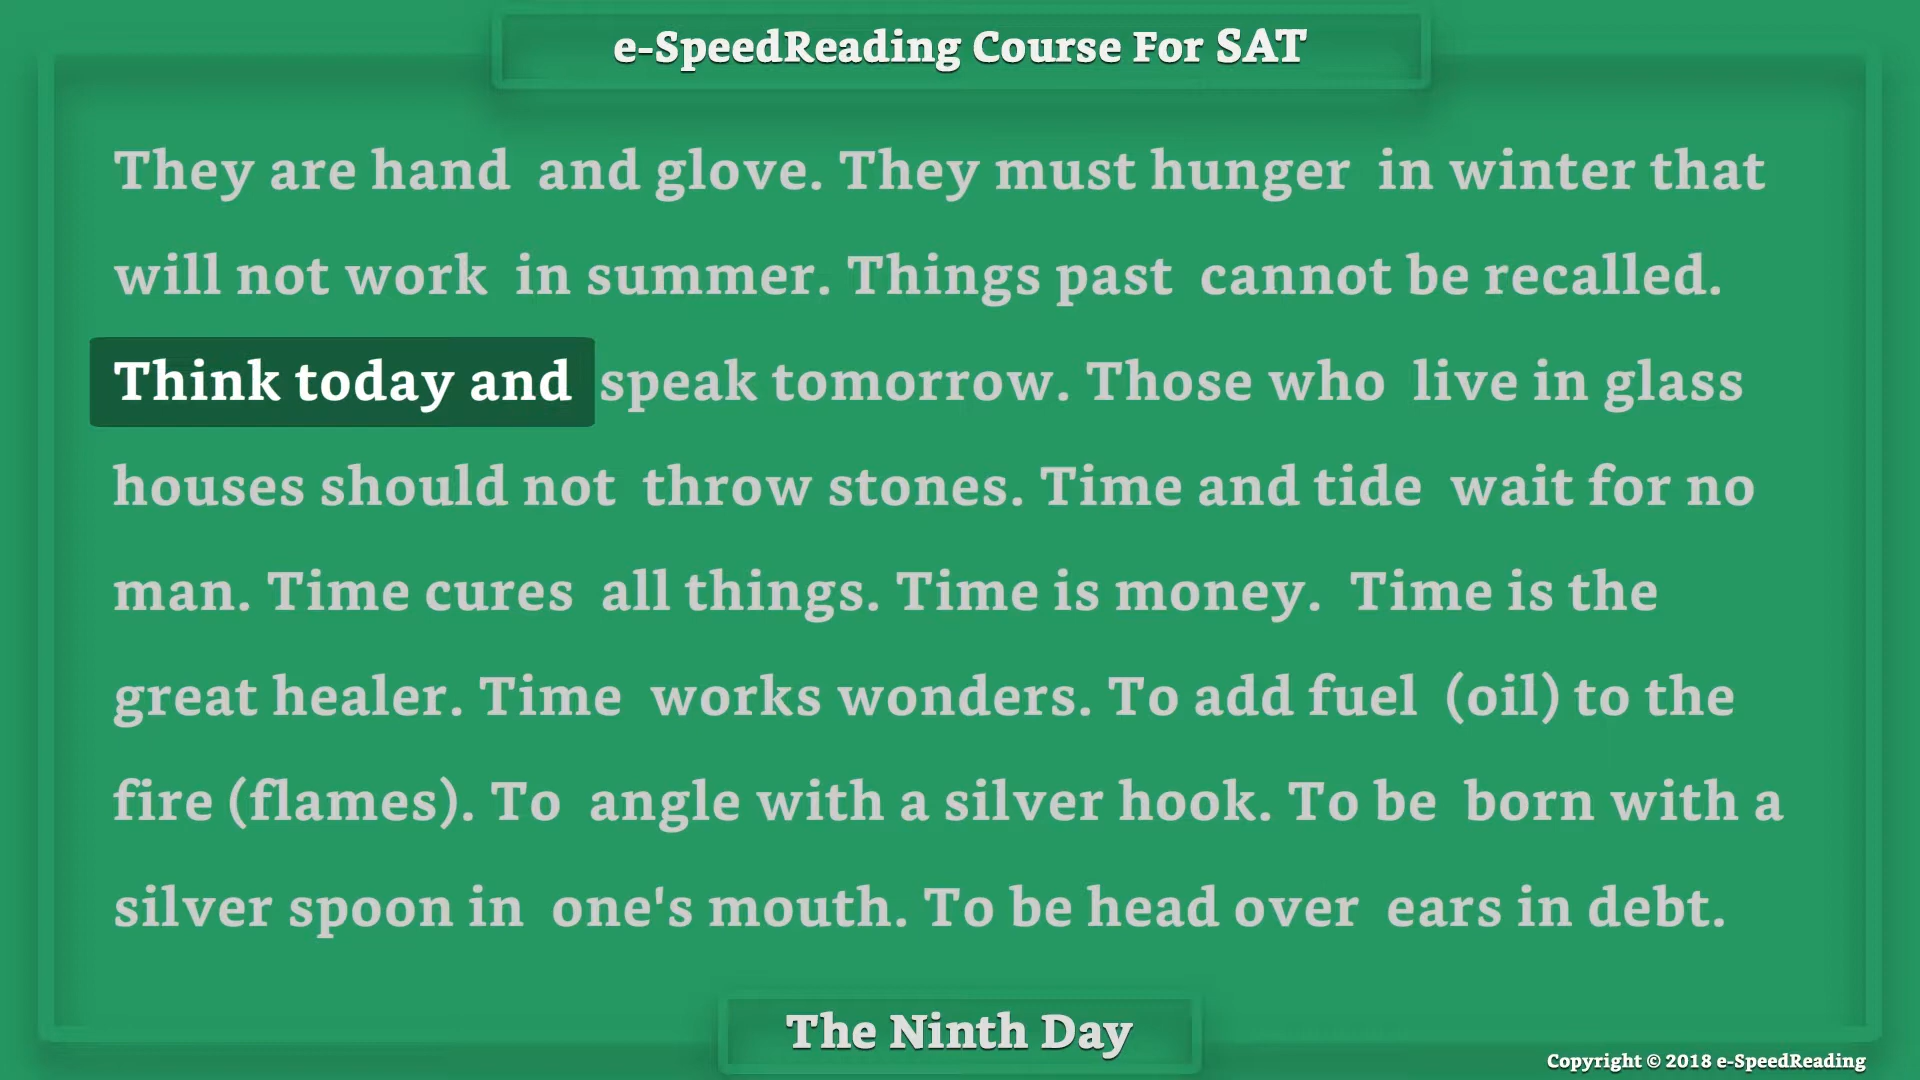 e-SpeedReading Course For SAT
They are hand and glove. They must hunger in winter that
will not work in summer. Things past cannot be recalled.
Think today and speak tomorrow. Those who live in glass
houses should not throw stones. Time and tide wait for no
man. Time cures all things. Time is money. Time is the
great healer. Time works wonders. To add fuel (oil) to the
fire (flames). To angle with a silver hook. To be born with a
silver spoon in one's mouth. To be head over ears in debt.
The Ninth Day
Copyright © 2018 e-SpeedReading